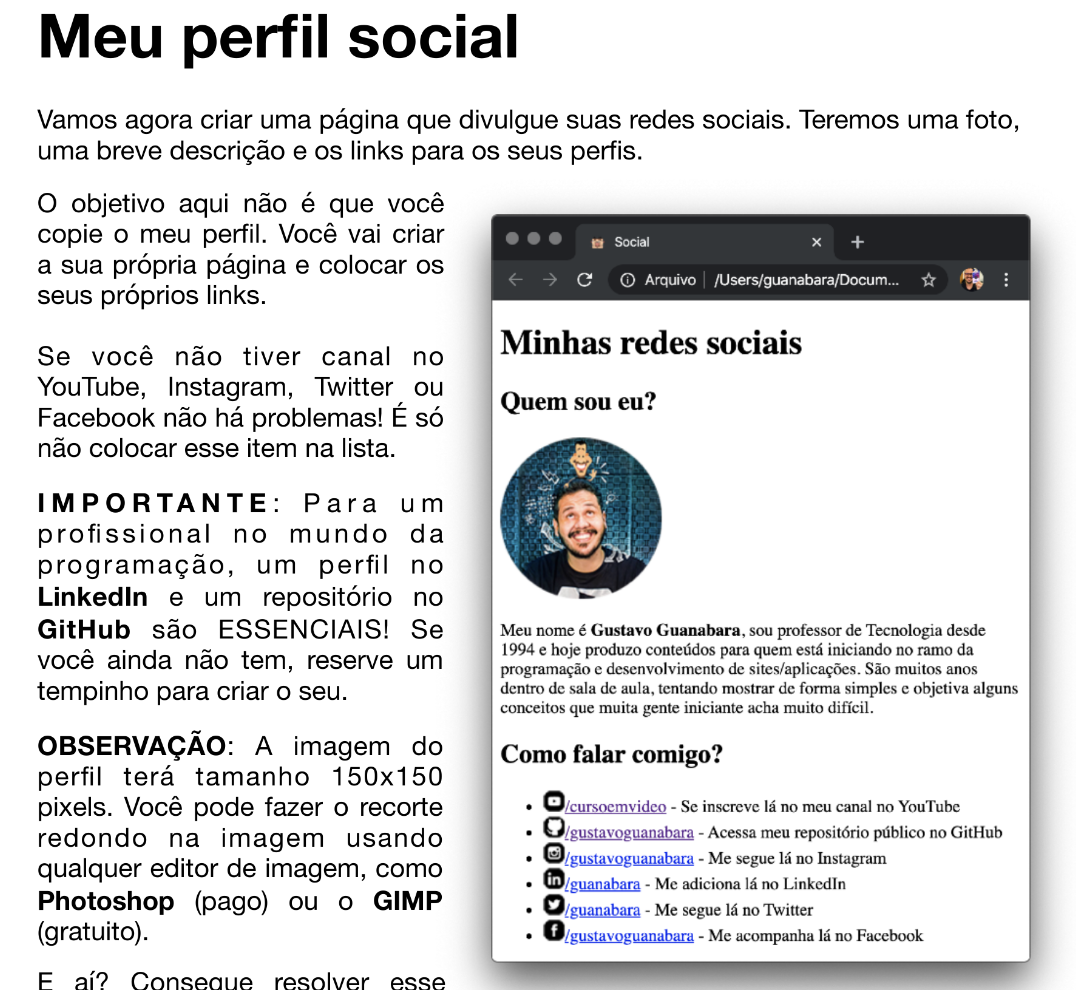 Meu perfil social
Vamos agora criar uma página que divulgue suas redes sociais. Teremos uma foto,
uma breve descrição e os links para os seus perfis.
O objetivo aqui não é que você
copie o meu perfil. Você vai criar
a sua própria página e colocar os
seus próprios links.
Se você não tiver canal no
YouTube, Instagram, Twitter ou
Facebook não há problemas! É só
não colocar esse item na lista.
IMPORTANTE: Para um
profissional no mundo da
programação, um perfil no
LinkedIn e um repositório no
GitHub são ESSENCIAIS! Se
você ainda não tem, reserve um
tempinho para criar o seu.
OBSERVAÇÃO: A imagem do
perfil terá tamanho 150x150
pixels. Você pode fazer o recorte
redondo na imagem usando
qualquer editor de imagem, como
Photoshop (pago) ou o GIMP
(gratuito).
E aí? Consegue resolver esse
Social
Arquivo | /Users/guanabara/Docum...
Minhas redes sociais
Quem sou eu?
Meu nome é Gustavo Guanabara, sou professor de Tecnologia desde
1994 e hoje produzo conteúdos para quem está iniciando no ramo da
programação e desenvolvimento de sites/aplicações. São muitos anos
dentro de sala de aula, tentando mostrar de forma simples e objetiva alguns
conceitos que muita gente iniciante acha muito difícil.
Como falar comigo?
/cursoemvideo - Se inscreve lá no meu canal no YouTube
/gustavoguanabara - Acessa meu repositório público no GitHub
/gustavoguanabara - Me segue lá no Instagram
/guanabara - Me adiciona lá no LinkedIn
/guanabara - Me segue lá no Twitter
/gustavoguanabara - Me acompanha lá no Facebook